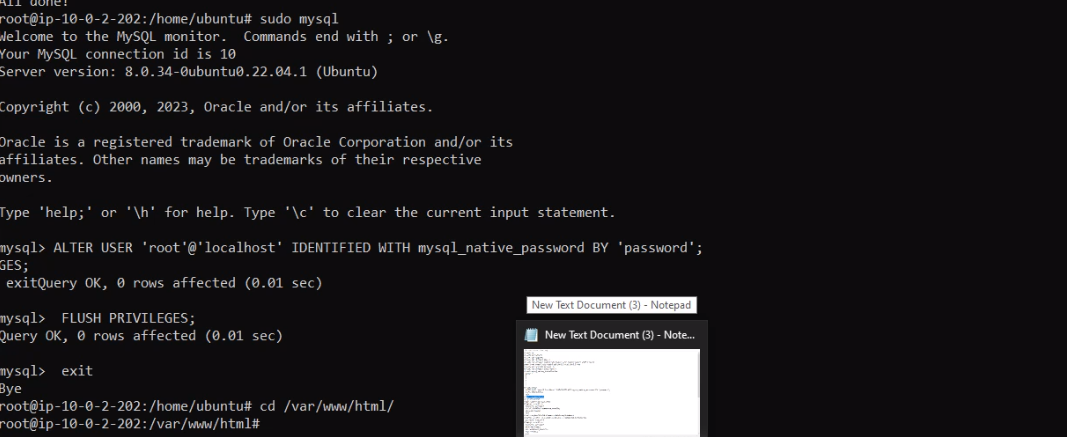 All done!
root@ip-10-0-2-202:/home/ubuntu# sudo mysql
Welcome to the MySQL monitor.  Commands end with ; or \g.
Your MySQL connection id is 10
Server version: 8.0.34-0ubuntu0.22.04.1 (Ubuntu)
Copyright (c) 2000, 2023, Oracle and/or its affiliates.
Oracle is a registered trademark of Oracle Corporation and/or its
affiliates. Other names may be trademarks of their respective
owners.
Type 'help;' or '\h' for help. Type '\c' to clear the current input statement.
mysql> ALTER USER 'root'@'localhost' IDENTIFIED WITH mysql_native_password BY 'password';
GES;
 exitQuery OK, 0 rows affected (0.01 sec)
New Text Document (3) - Notepad
mysql>  FLUSH PRIVILEGES;
Query OK, 0 rows affected (0.01 sec)
New Text Document (3) - Note...
mysql>  exit
Bye
root@ip-10-0-2-202:/home/ubuntu# cd /var/www/html/
root@ip-10-0-2-202:/var/www/html#